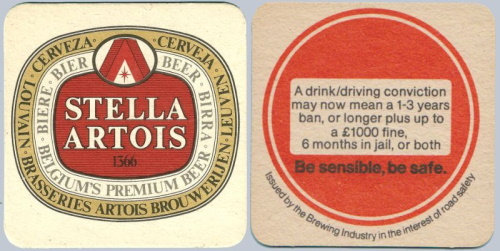 CERVEZA · CERVEJA
LOUVAIN · LEUVEN
BRASSERIES ARTOIS BROUWERIJEN
BIÈRE · BIER
BEER · BIRRA
STELLA
ARTOIS
1366
BELGIUM'S PREMIUM BEER
A drink/driving conviction
may now mean a 1-3 years
ban, or longer plus up to
a £1000 fine,
6 months in jail, or both
Be sensible, be safe.
Issued by the Brewing Industry in the interest of road safety